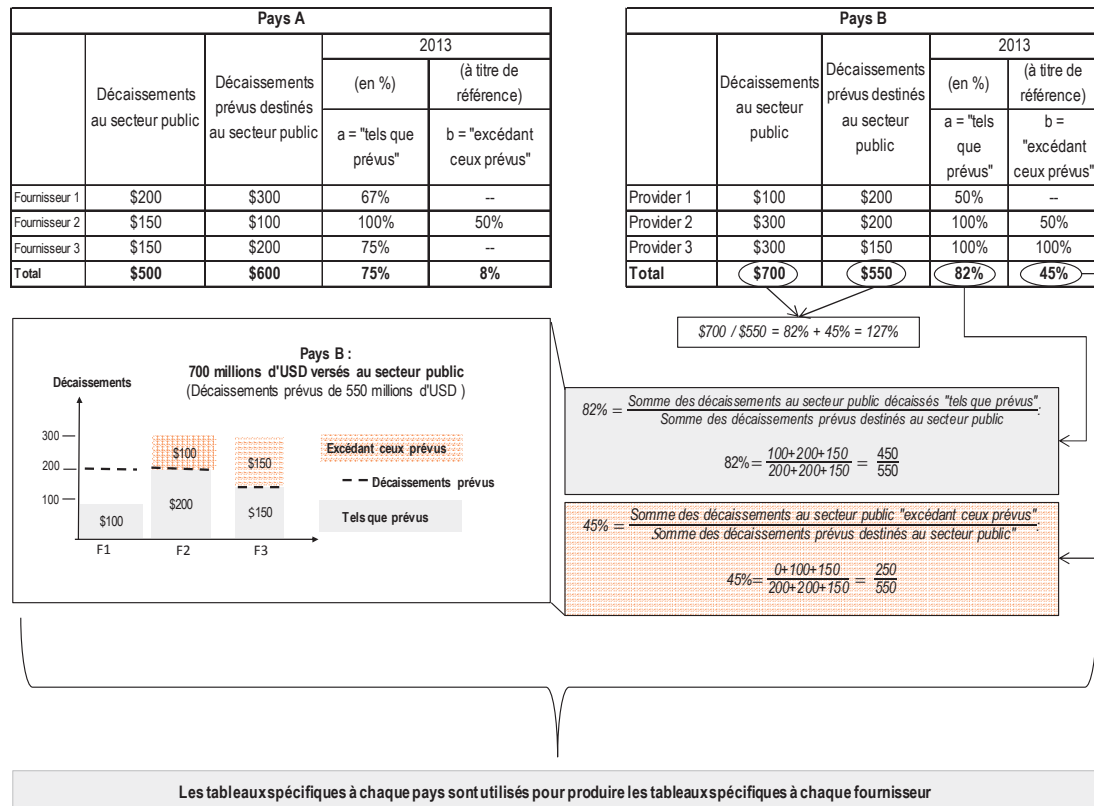 Pays A
2013
Décaissements au secteur public
Décaissements prévus destinés au secteur public
(en %)
(à titre de référence)
a = "tels que prévus"
b = "excédant ceux prévus"
Fournisseur 1 $200 $300 67% --
Fournisseur 2 $150 $100 100% 50%
Fournisseur 3 $150 $200 75% --
Total $500 $600 75% 8%
Pays B
2013
Décaissements au secteur public
Décaissements prévus destinés au secteur public
(en %)
(à titre de référence)
a = "tels que prévus"
b = "excédant ceux prévus"
Provider 1 $100 $200 50% --
Provider 2 $300 $200 100% 50%
Provider 3 $300 $150 100% 100%
Total $700 $550 82% 45%
$700 / $550 = 82% + 45% = 127%
Pays B :
700 millions d'USD versés au secteur public
(Décaissements prévus de 550 millions d'USD )
Décaissements
300
200
100
$100
$100
$200
$150
$150
F1 F2 F3
Excédant ceux prévus
Décaissements prévus
Tels que prévus
82% = Somme des décaissements au secteur public décaissés "tels que prévus" :
Somme des décaissements prévus destinés au secteur public
82%= 100+200+150 = 450
200+200+150 550
45% = Somme des décaissements au secteur public "excédant ceux prévus" :
Somme des décaissements prévus destinés au secteur public"
45%= 0+100+150 = 250
200+200+150 550
Les tableaux spécifiques à chaque pays sont utilisés pour produire les tableaux spécifiques à chaque fournisseur